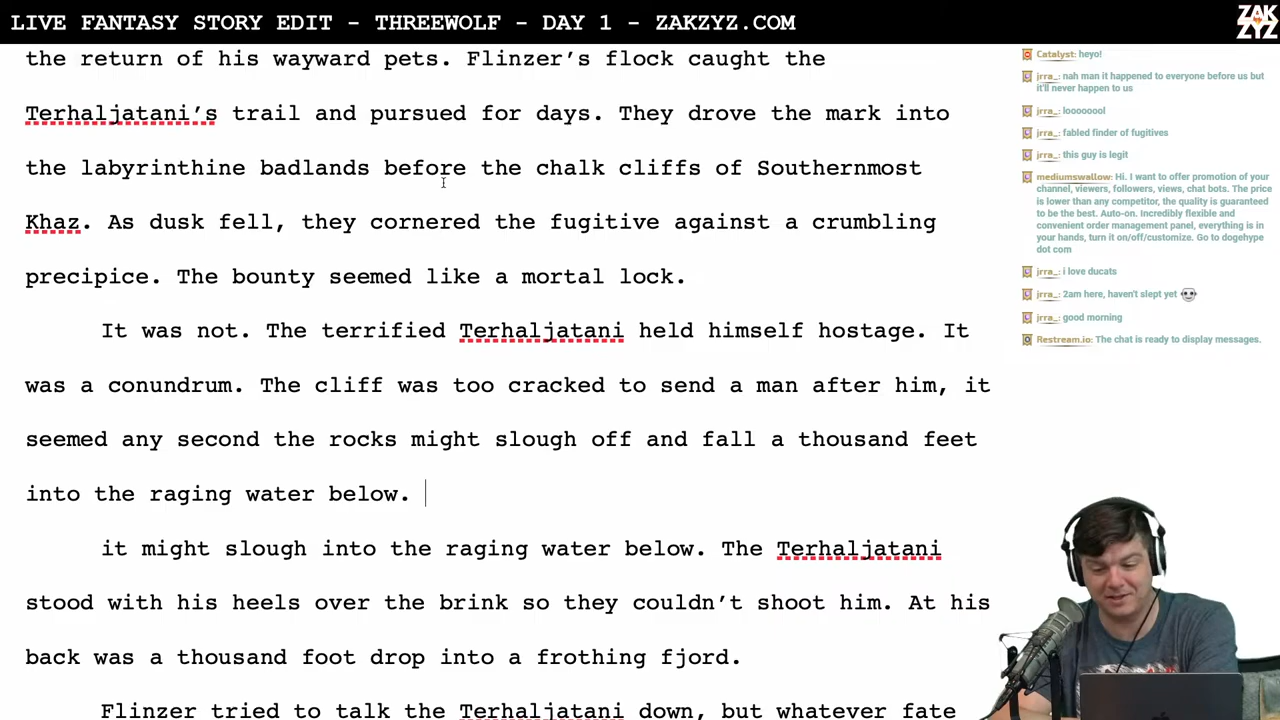 LIVE FANTASY STORY EDIT - THREEWOLF - DAY 1 - ZAKZYZ.COM
ZAK
ZYZ
the return of his wayward pets. Flinzer’s flock caught the
Terhaljatani’s trail and pursued for days. They drove the mark into
the labyrinthine badlands before the chalk cliffs of Southernmost
Khaz. As dusk fell, they cornered the fugitive against a crumbling
precipice. The bounty seemed like a mortal lock.
It was not. The terrified Terhaljatani held himself hostage. It
was a conundrum. The cliff was too cracked to send a man after him, it
seemed any second the rocks might slough off and fall a thousand feet
into the raging water below.
it might slough into the raging water below. The Terhaljatani
stood with his heels over the brink so they couldn’t shoot him. At his
back was a thousand foot drop into a frothing fjord.
Flinzer tried to talk the Terhaljatani down, but whatever fate
Catalyst: heyo!
jrra_: nah man it happened to everyone before us but
it'll never happen to us
jrra_: loooooool
jrra_: fabled finder of fugitives
jrra_: this guy is legit
mediumswallow: Hi. I want to offer promotion of your
channel, viewers, followers, views, chat bots. The price
is lower than any competitor, the quality is guaranteed
to be the best. Auto-on. Incredibly flexible and
convenient order management panel, everything is in
your hands, turn it on/off/customize. Go to dogehype
dot com
jrra_: i love ducats
jrra_: 2am here, haven't slept yet
jrra_: good morning
Restream.io: The chat is ready to display messages.